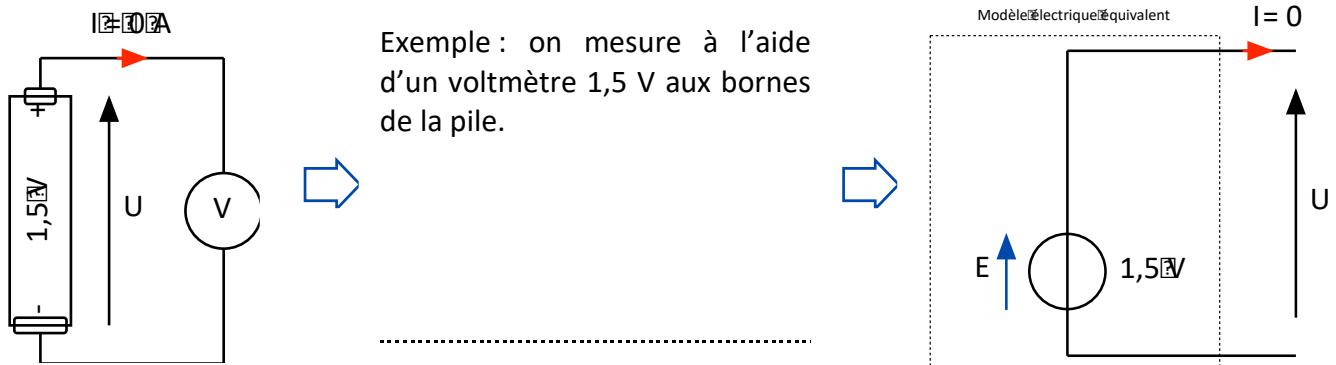 I = 0 A
+
1,5 V
-
U
V
Exemple : on mesure à l’aide
d’un voltmètre 1,5 V aux bornes
de la pile.
Modèle électrique équivalent
I = 0
E
1,5 V
U